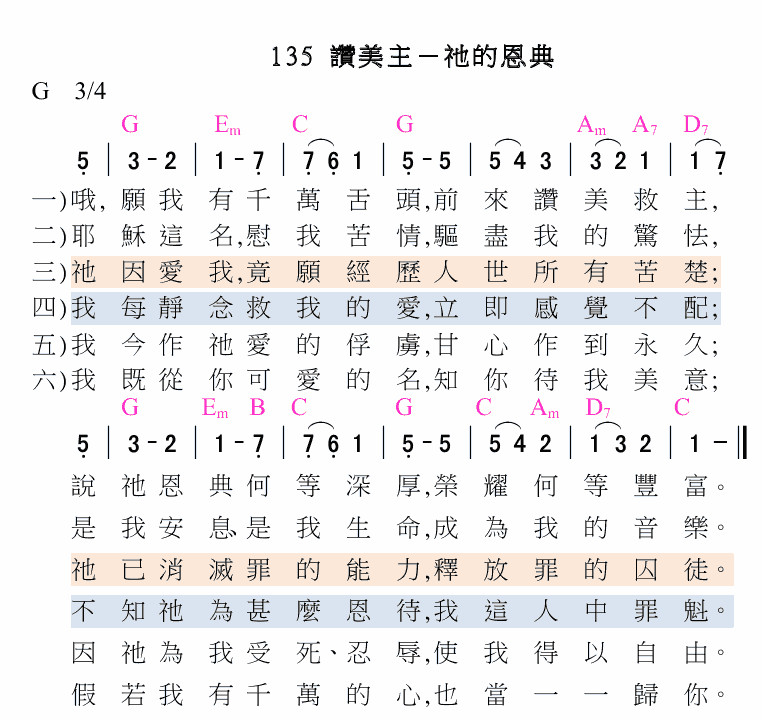 135 讚美主－祂的恩典
G 3/4
G Em C G Am A7 D7
5 | 3 - 2 | 1 - 7 | 7 6 1 | 5 - 5 | 5 4 3 | 3 2 1 | 1 7
一)哦,願我有千萬舌頭,前來讚美救主,
二)耶穌這名,慰我苦情,驅盡我的驚怯,
三)祂因愛我,竟願經歷人世所有苦楚;
四)我每靜念救我的愛,立即感覺不配;
五)我今作祂愛的俘虜,甘心作到永久;
六)我既從你可愛的名,知你待我美意;
G Em B C G C Am D7 C
5 | 3 - 2 | 1 - 7 | 7 6 1 | 5 - 5 | 5 4 2 | 1 3 2 | 1 －‖
說祂恩典何等深厚,榮耀何等豐富。
是我安息、是我生命,成為我的音樂。
祂已消滅罪的能力,釋放罪的囚徒。
不知祂為甚麼恩待,我這人中罪魁。
因祂為我受死、忍辱,使我得以自由。
假若我有千萬的心,也當一一歸你。